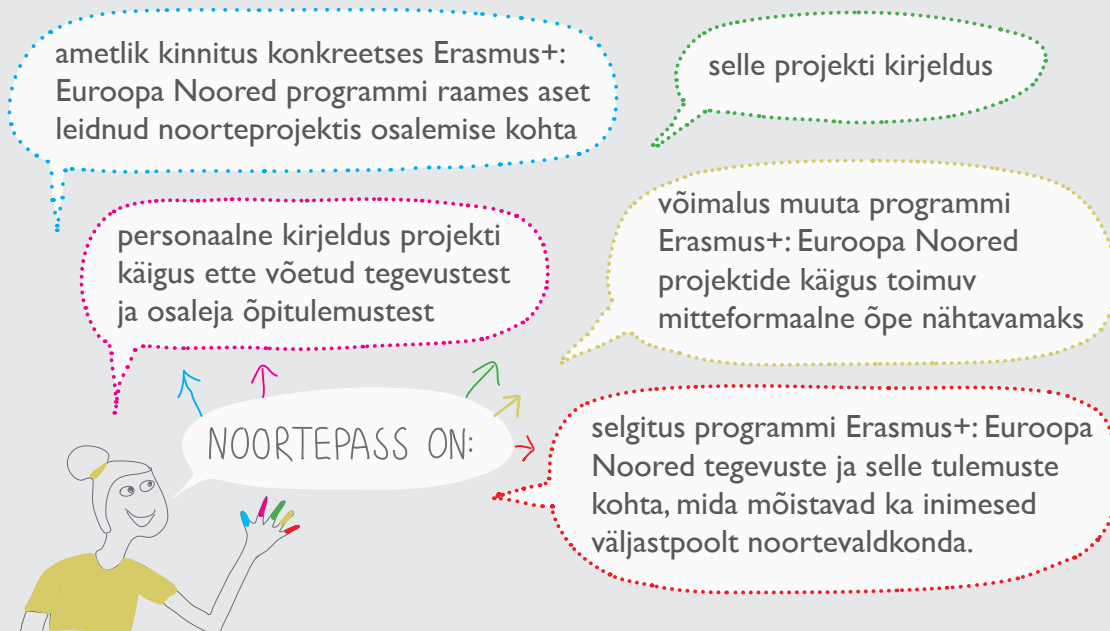 ametlik kinnitus konkreetses Erasmus+:
Euroopa Noored programmi raames aset
leidnud noorteprojektis osalemise kohta
selle projekti kirjeldus
personaalne kirjeldus projekti
käigus ette võetud tegevustest
ja osaleja õpitulemustest
võimalus muuta programmi
Erasmus+: Euroopa Noored
projektide käigus toimuv
mitteformaalne õpe nähtavamaks
NOORTEPASS ON:
selgitus programmi Erasmus+: Euroopa
Noored tegevuste ja selle tulemuste
kohta, mida mõistavad ka inimesed
väljastpoolt noortevaldkonda.